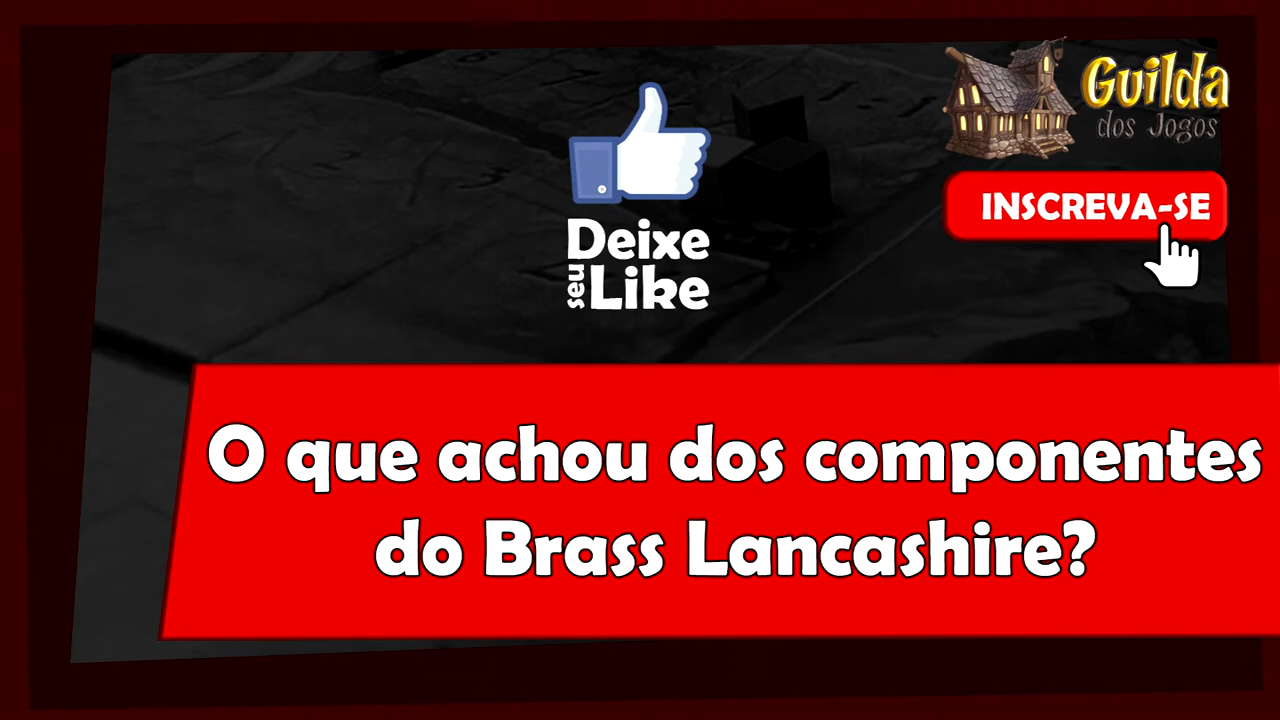 Guilda
dos Jogos
INSCREVA-SE
Deixe
seu Like
O que achou dos componentes
do Brass Lancashire?